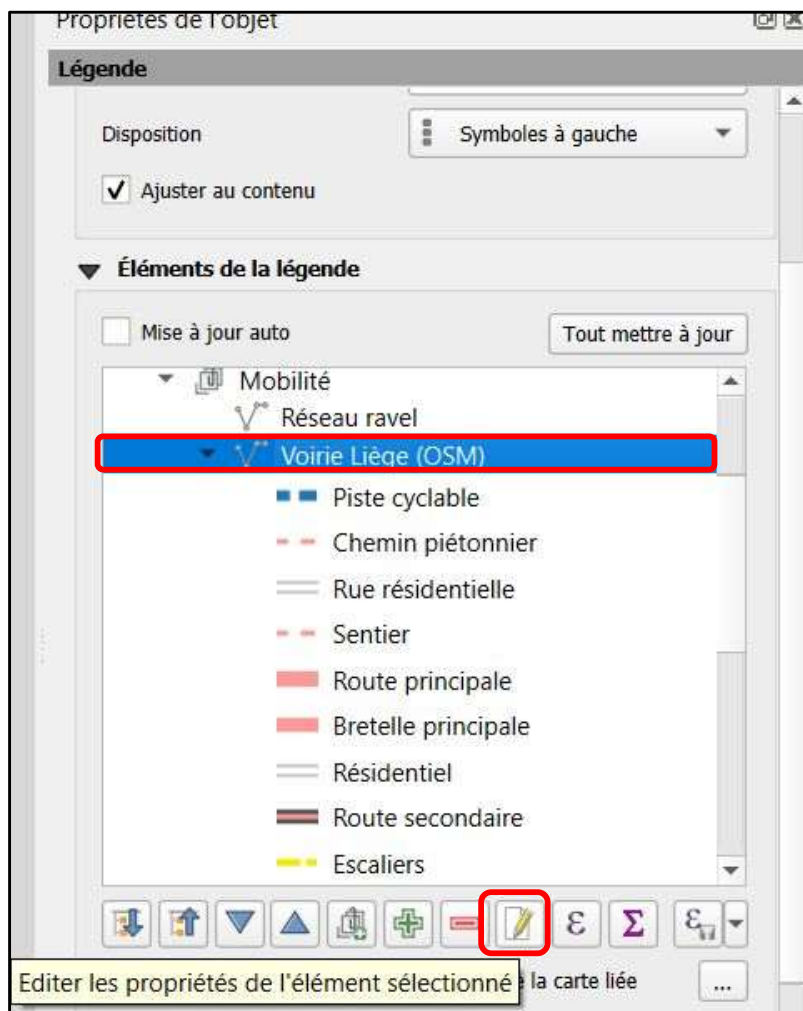 Propriétés de l'objet
Légende
Disposition
Symboles à gauche
Ajuster au contenu
Éléments de la légende
Mise à jour auto
Tout mettre à jour
Mobilité
Réseau ravel
Voirie Liège (OSM)
Piste cyclable
Chemin piétonnier
Rue résidentielle
Sentier
Route principale
Bretelle principale
Résidentiel
Route secondaire
Escaliers
ε
Σ
ε
Editer les propriétés de l'élément sélectionné
la carte liée
...